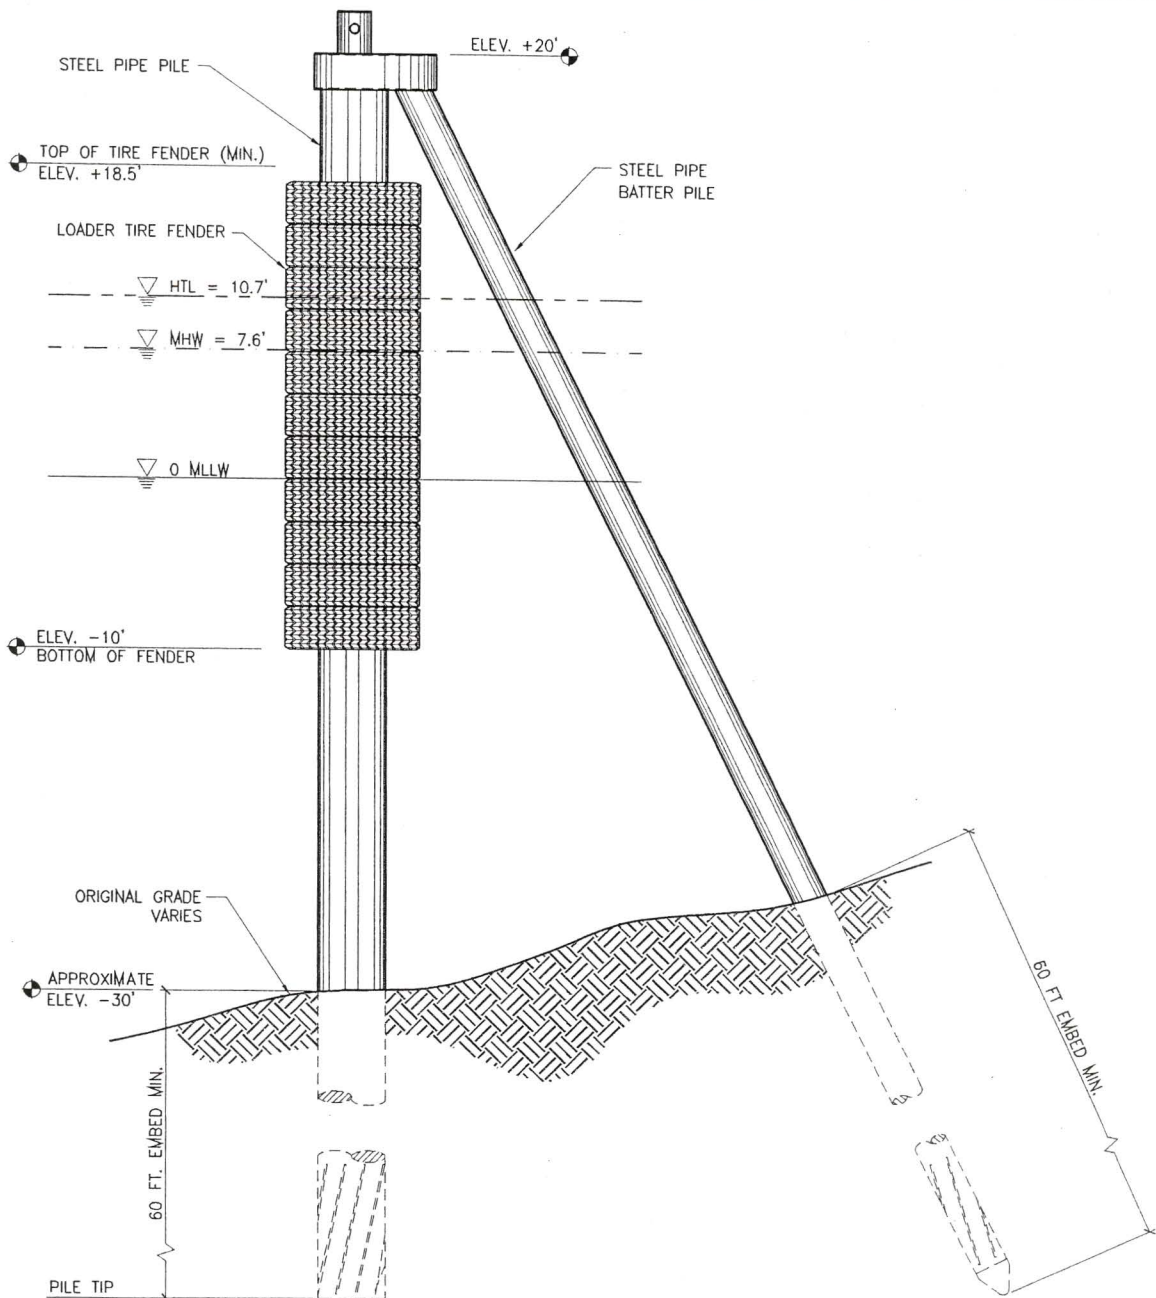 ELEV. +20'
STEEL PIPE PILE
TOP OF TIRE FENDER (MIN.)
ELEV. +18.5'
STEEL PIPE
BATTER PILE
LOADER TIRE FENDER
HTL = 10.7'
MHW = 7.6'
0 MLLW
ELEV. -10'
BOTTOM OF FENDER
ORIGINAL GRADE
VARIES
APPROXIMATE
ELEV. -30'
60 FT EMBED MIN.
60 FT. EMBED MIN.
PILE TIP